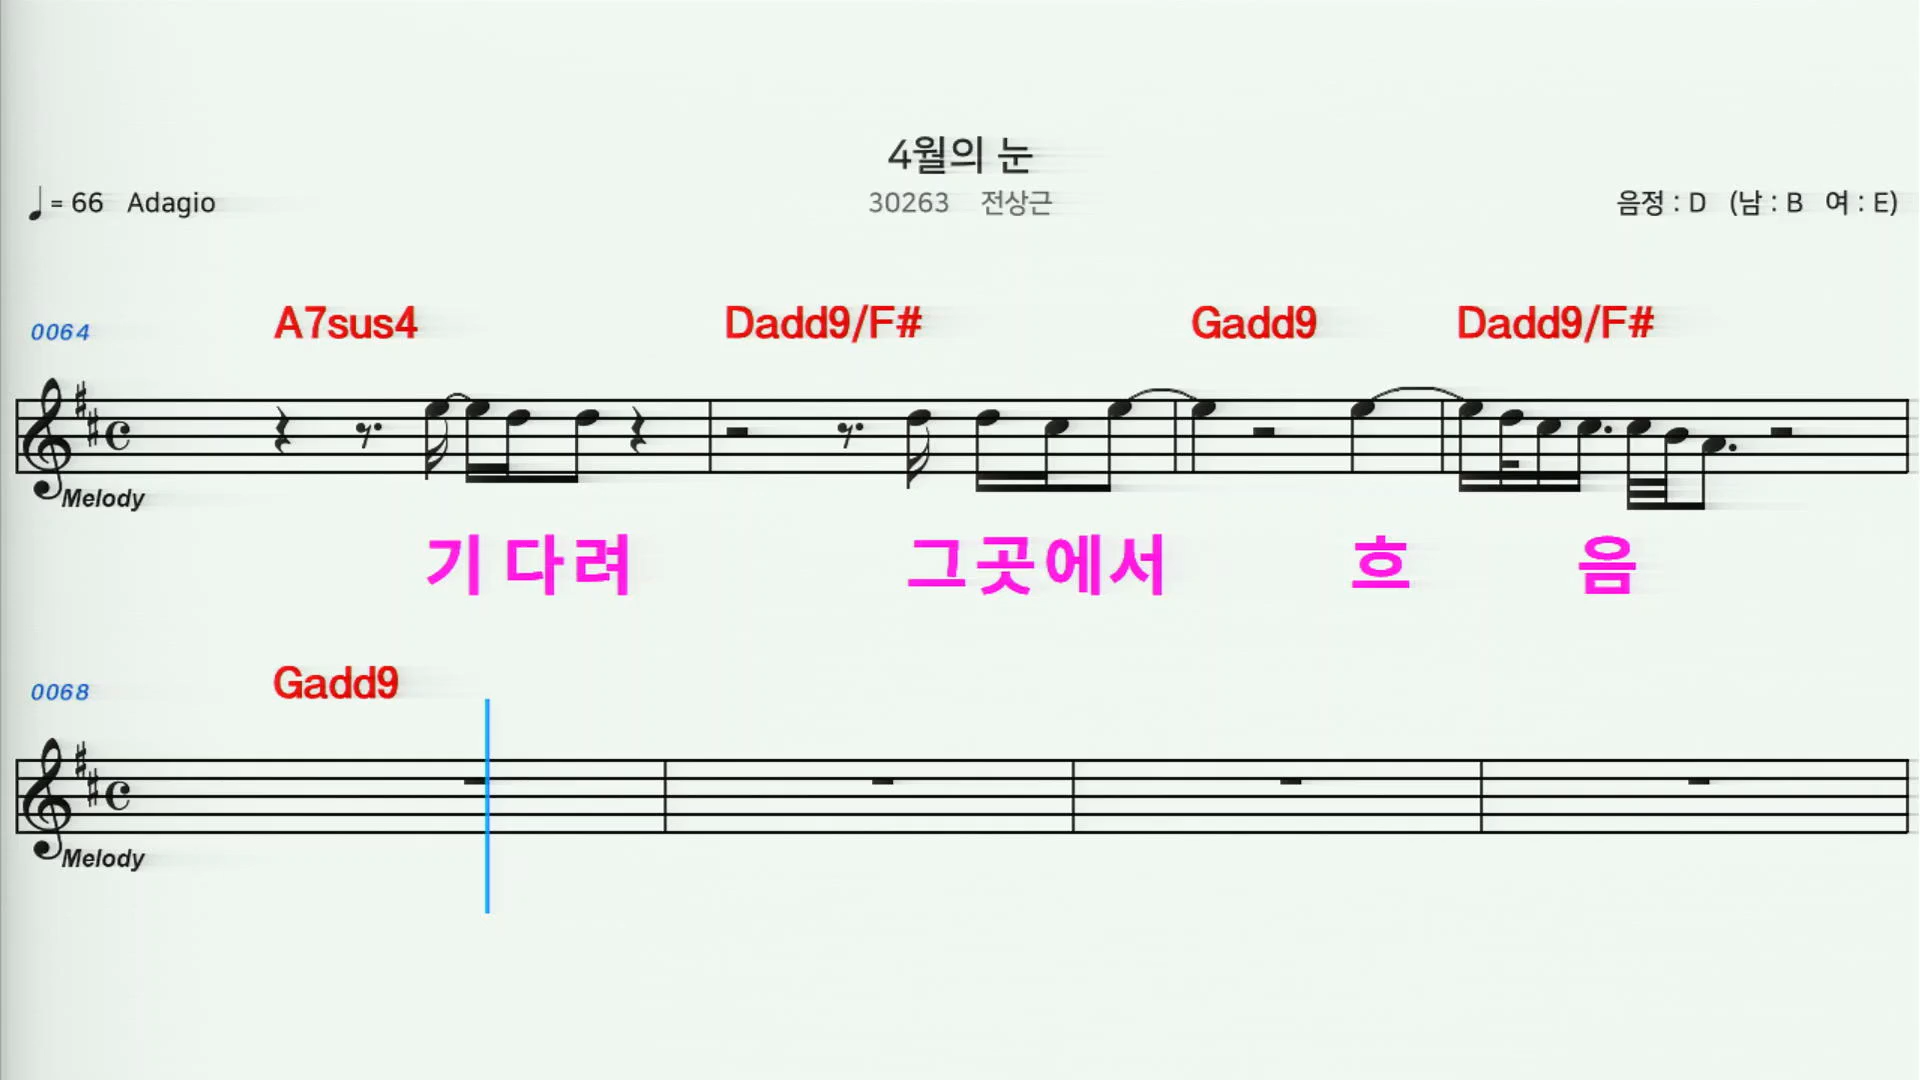 4월의 눈
♩ = 66 Adagio 30263 전상근 음정 : D (남 : B 여 : E)
0064 A7sus4 Dadd9/F# Gadd9 Dadd9/F#
Melody
기 다 려 그 곳 에 서 흐 음
0068 Gadd9
Melody